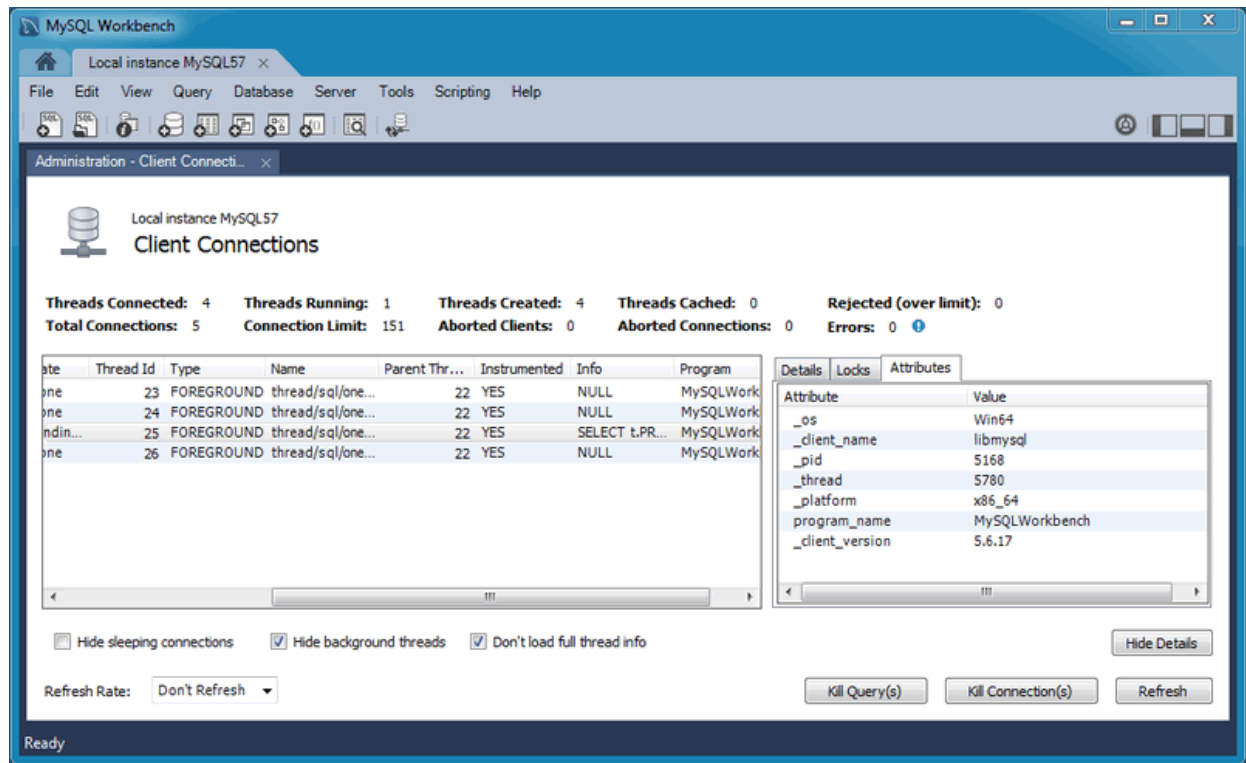 MySQL Workbench
Local instance MySQL57
File Edit View Query Database Server Tools Scripting Help
Administration - Client Connecti...
Local instance MySQL57
Client Connections
Threads Connected: 4 Threads Running: 1 Threads Created: 4 Threads Cached: 0 Rejected (over limit): 0
Total Connections: 5 Connection Limit: 151 Aborted Clients: 0 Aborted Connections: 0 Errors: 0
ate Thread Id Type Name Parent Thr... Instrumented Info Program
one 23 FOREGROUND thread/sql/one... 22 YES NULL MySQLWork
one 24 FOREGROUND thread/sql/one... 22 YES NULL MySQLWork
ndin... 25 FOREGROUND thread/sql/one... 22 YES SELECT t.PR... MySQLWork
one 26 FOREGROUND thread/sql/one... 22 YES NULL MySQLWork
Details Locks Attributes
Attribute Value
_os Win64
_client_name libmysql
_pid 5168
_thread 5780
_platform x86_64
program_name MySQLWorkbench
_client_version 5.6.17
Hide sleeping connections Hide background threads Don't load full thread info Hide Details
Refresh Rate: Don't Refresh Kill Query(s) Kill Connection(s) Refresh
Ready